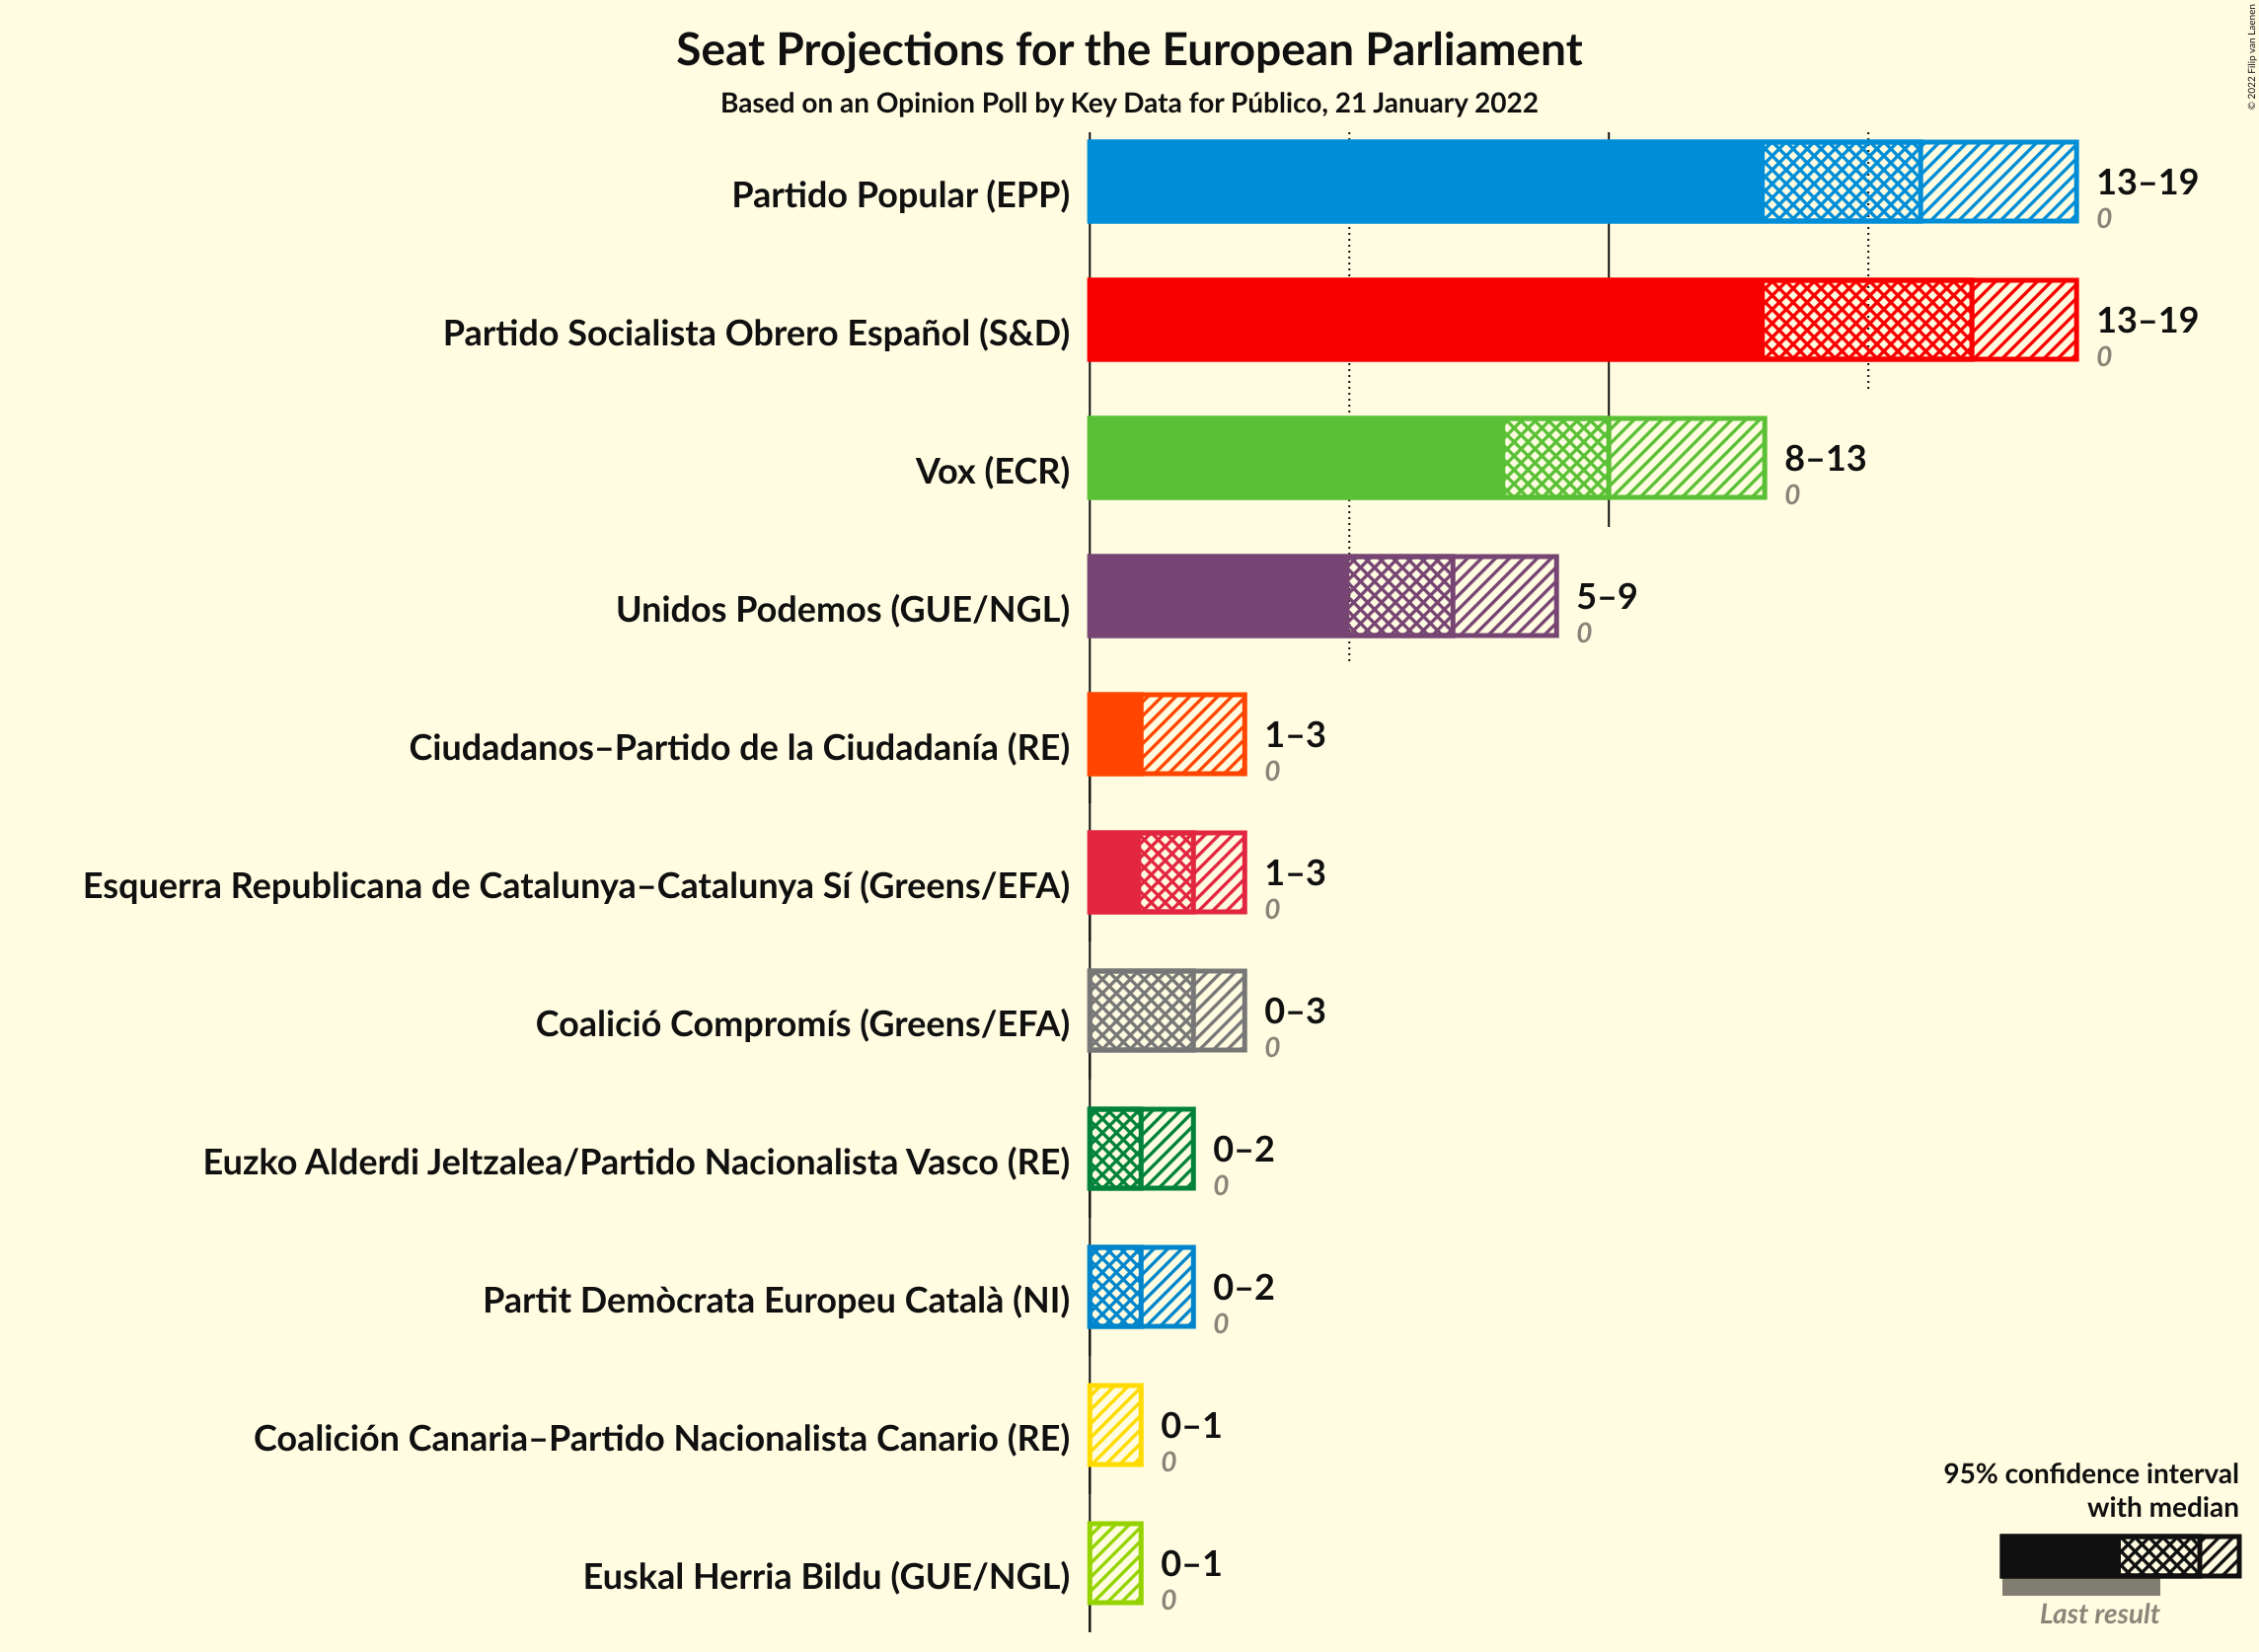 Seat Projections for the European Parliament
Based on an Opinion Poll by Key Data for Público, 21 January 2022
© 2022 Filip van Laenen
Partido Popular (EPP)
13–19
0
Partido Socialista Obrero Español (S&D)
13–19
0
Vox (ECR)
8–13
0
Unidos Podemos (GUE/NGL)
5–9
0
Ciudadanos–Partido de la Ciudadanía (RE)
1–3
0
Esquerra Republicana de Catalunya–Catalunya Sí (Greens/EFA)
1–3
0
Coalició Compromís (Greens/EFA)
0–3
0
Euzko Alderdi Jeltzalea/Partido Nacionalista Vasco (RE)
0–2
0
Partit Demòcrata Europeu Català (NI)
0–2
0
Coalición Canaria–Partido Nacionalista Canario (RE)
0–1
0
Euskal Herria Bildu (GUE/NGL)
0–1
0
95% confidence interval
with median
Last result